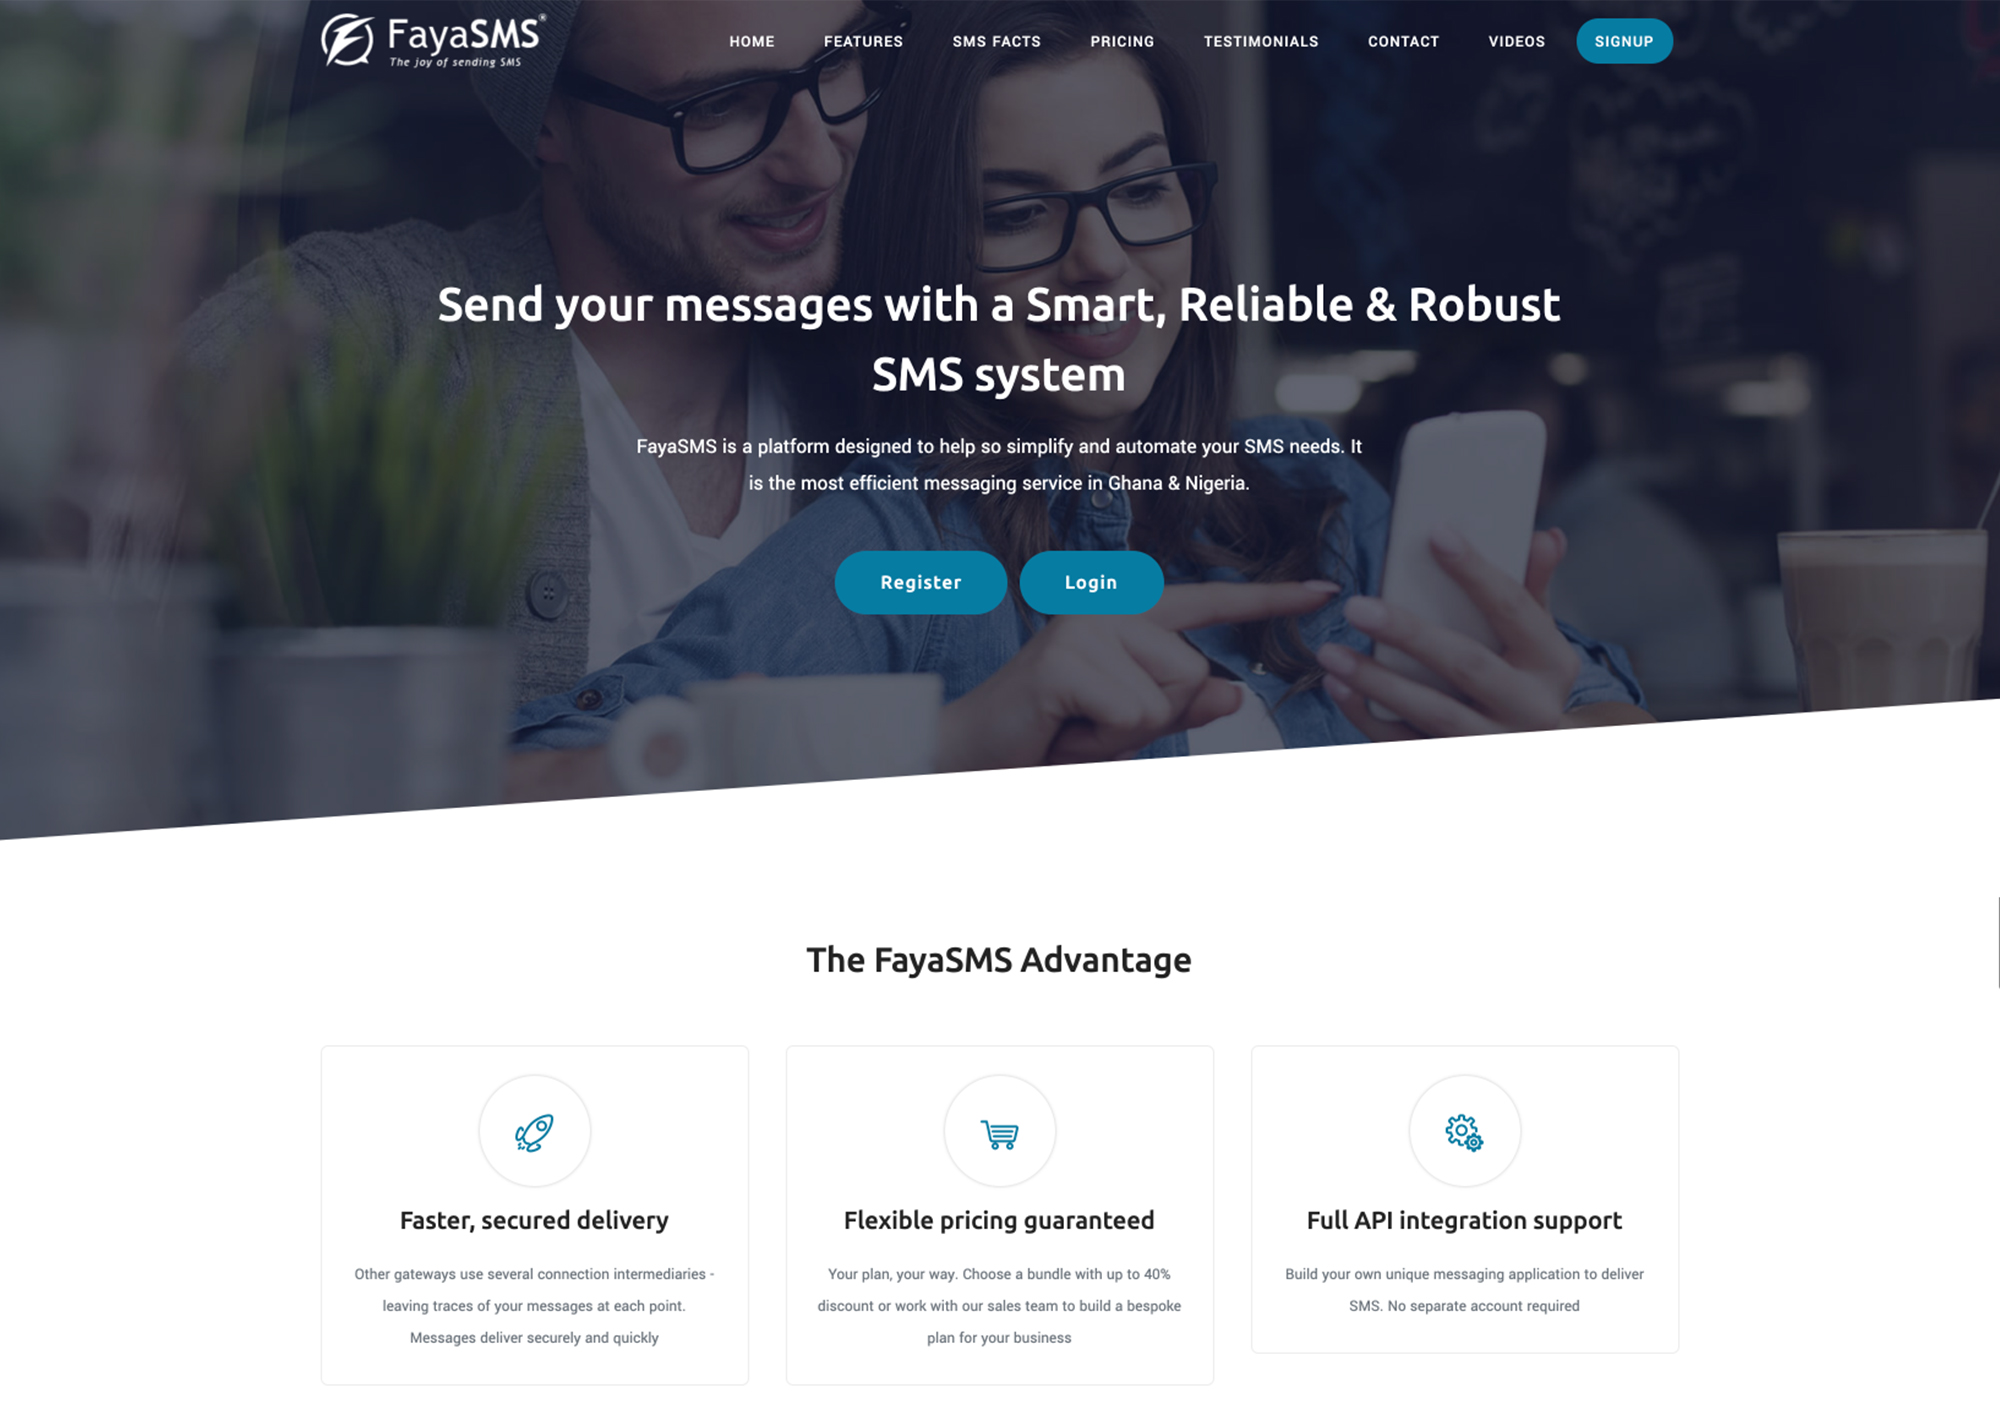 FayaSMS®
The joy of sending SMS
HOME FEATURES SMS FACTS PRICING TESTIMONIALS CONTACT VIDEOS SIGNUP
Send your messages with a Smart, Reliable & Robust
SMS system
FayaSMS is a platform designed to help so simplify and automate your SMS needs. It
is the most efficient messaging service in Ghana & Nigeria.
Register Login
The FayaSMS Advantage
Faster, secured delivery
Other gateways use several connection intermediaries -
leaving traces of your messages at each point.
Messages deliver securely and quickly
Flexible pricing guaranteed
Your plan, your way. Choose a bundle with up to 40%
discount or work with our sales team to build a bespoke
plan for your business
Full API integration support
Build your own unique messaging application to deliver
SMS. No separate account required